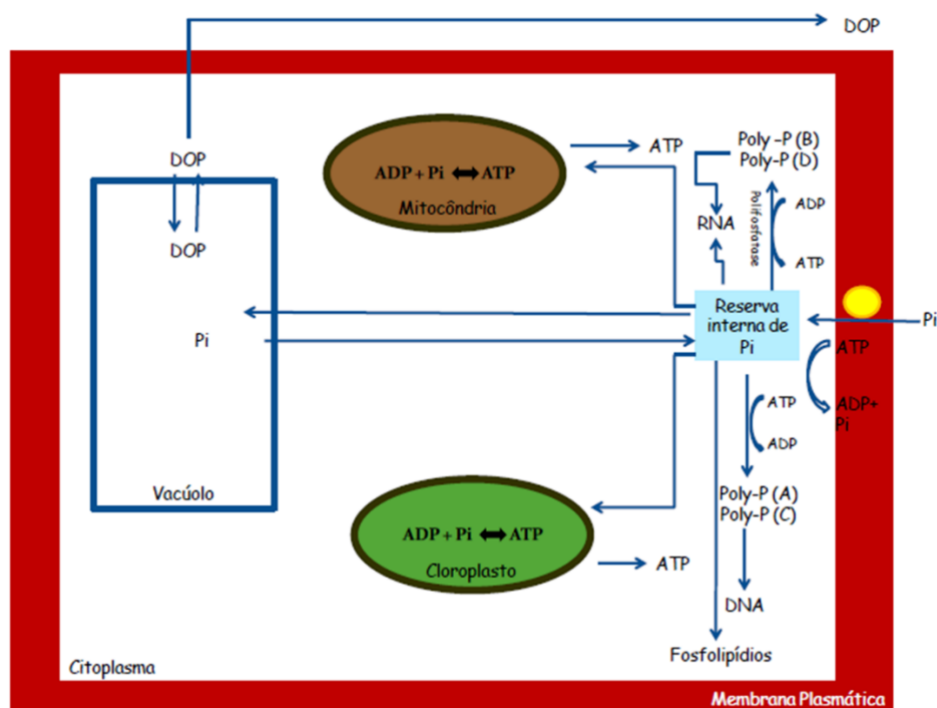 DOP
DOP
DOP
ADP + Pi ⬌ ATP
Mitocôndria
ATP
Poly –P (B)
Poly-P (D)
RNA
Polifosfatase
ADP
ATP
Reserva
interna de
Pi
Pi
Pi
ATP
ADP+
Pi
ATP
ADP
Vacúolo
Poly-P (A)
Poly-P (C)
ADP + Pi ⬌ ATP
Cloroplasto
ATP
DNA
Fosfolipídios
Citoplasma
Membrana Plasmática